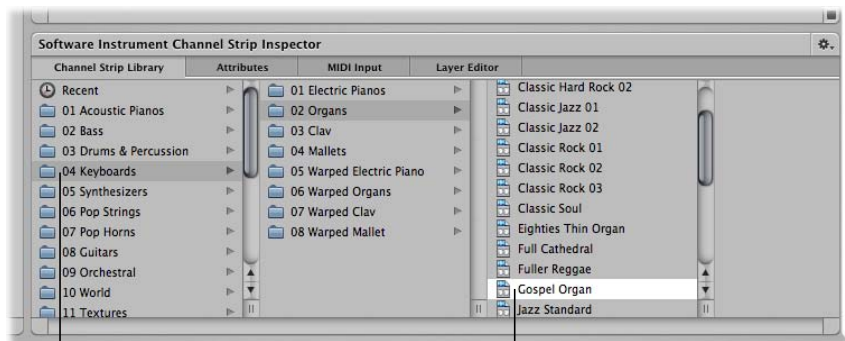 Software Instrument Channel Strip Inspector
Channel Strip Library
Attributes
MIDI Input
Layer Editor
Recent
01 Acoustic Pianos
02 Bass
03 Drums & Percussion
04 Keyboards
05 Synthesizers
06 Pop Strings
07 Pop Horns
08 Guitars
09 Orchestral
10 World
11 Textures
01 Electric Pianos
02 Organs
03 Clav
04 Mallets
05 Warped Electric Piano
06 Warped Organs
07 Warped Clav
08 Warped Mallet
Classic Hard Rock 02
Classic Jazz 01
Classic Jazz 02
Classic Rock 01
Classic Rock 02
Classic Rock 03
Classic Soul
Eighties Thin Organ
Full Cathedral
Fuller Reggae
Gospel Organ
Jazz Standard